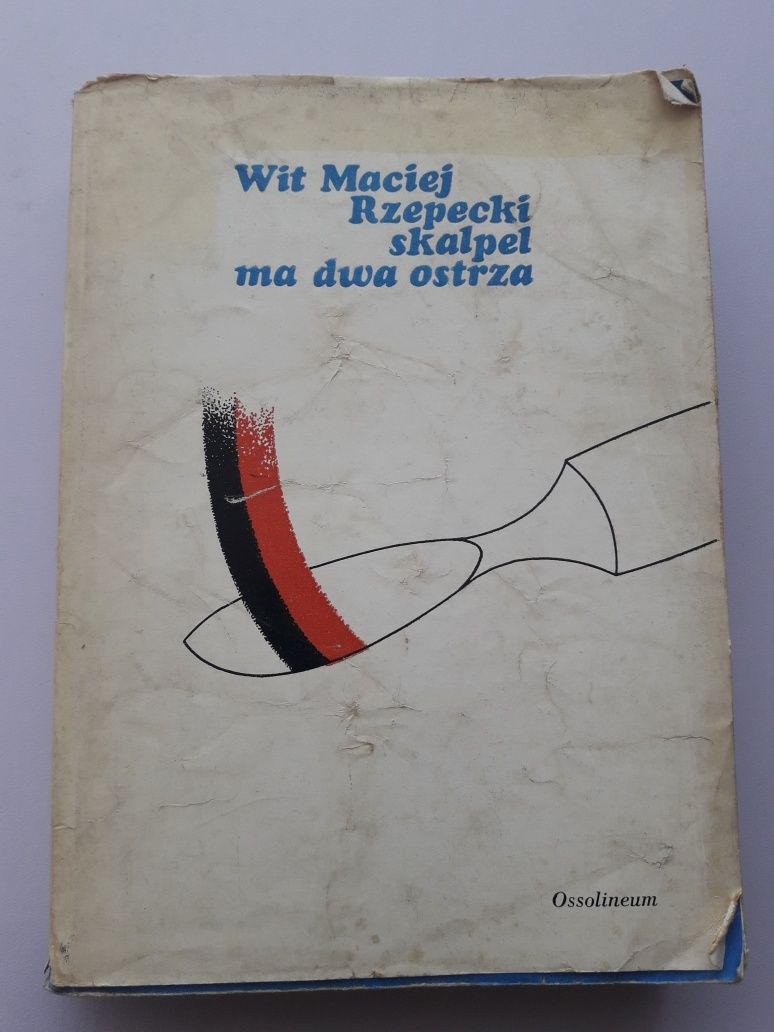 Wit Maciej
Rzepecki
skalpel
ma dwa ostrza
Ossolineum